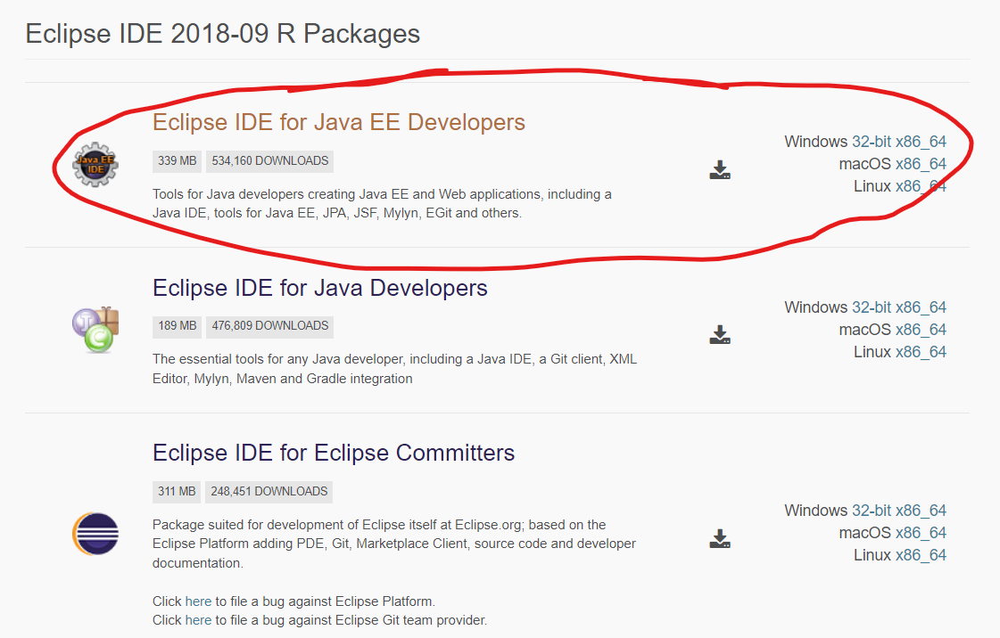 Eclipse IDE 2018-09 R Packages
Eclipse IDE for Java EE Developers
Java EE
IDE
339 MB 534,160 DOWNLOADS
Tools for Java developers creating Java EE and Web applications, including a
Java IDE, tools for Java EE, JPA, JSF, Mylyn, EGit and others.
Windows 32-bit x86_64
macOS x86_64
Linux x86_64
Eclipse IDE for Java Developers
J
C
189 MB 476,809 DOWNLOADS
The essential tools for any Java developer, including a Java IDE, a Git client, XML
Editor, Mylyn, Maven and Gradle integration
Windows 32-bit x86_64
macOS x86_64
Linux x86_64
Eclipse IDE for Eclipse Committers
311 MB 248,451 DOWNLOADS
Package suited for development of Eclipse itself at Eclipse.org; based on the
Eclipse Platform adding PDE, Git, Marketplace Client, source code and developer
documentation.
Click here to file a bug against Eclipse Platform.
Click here to file a bug against Eclipse Git team provider.
Windows 32-bit x86_64
macOS x86_64
Linux x86_64